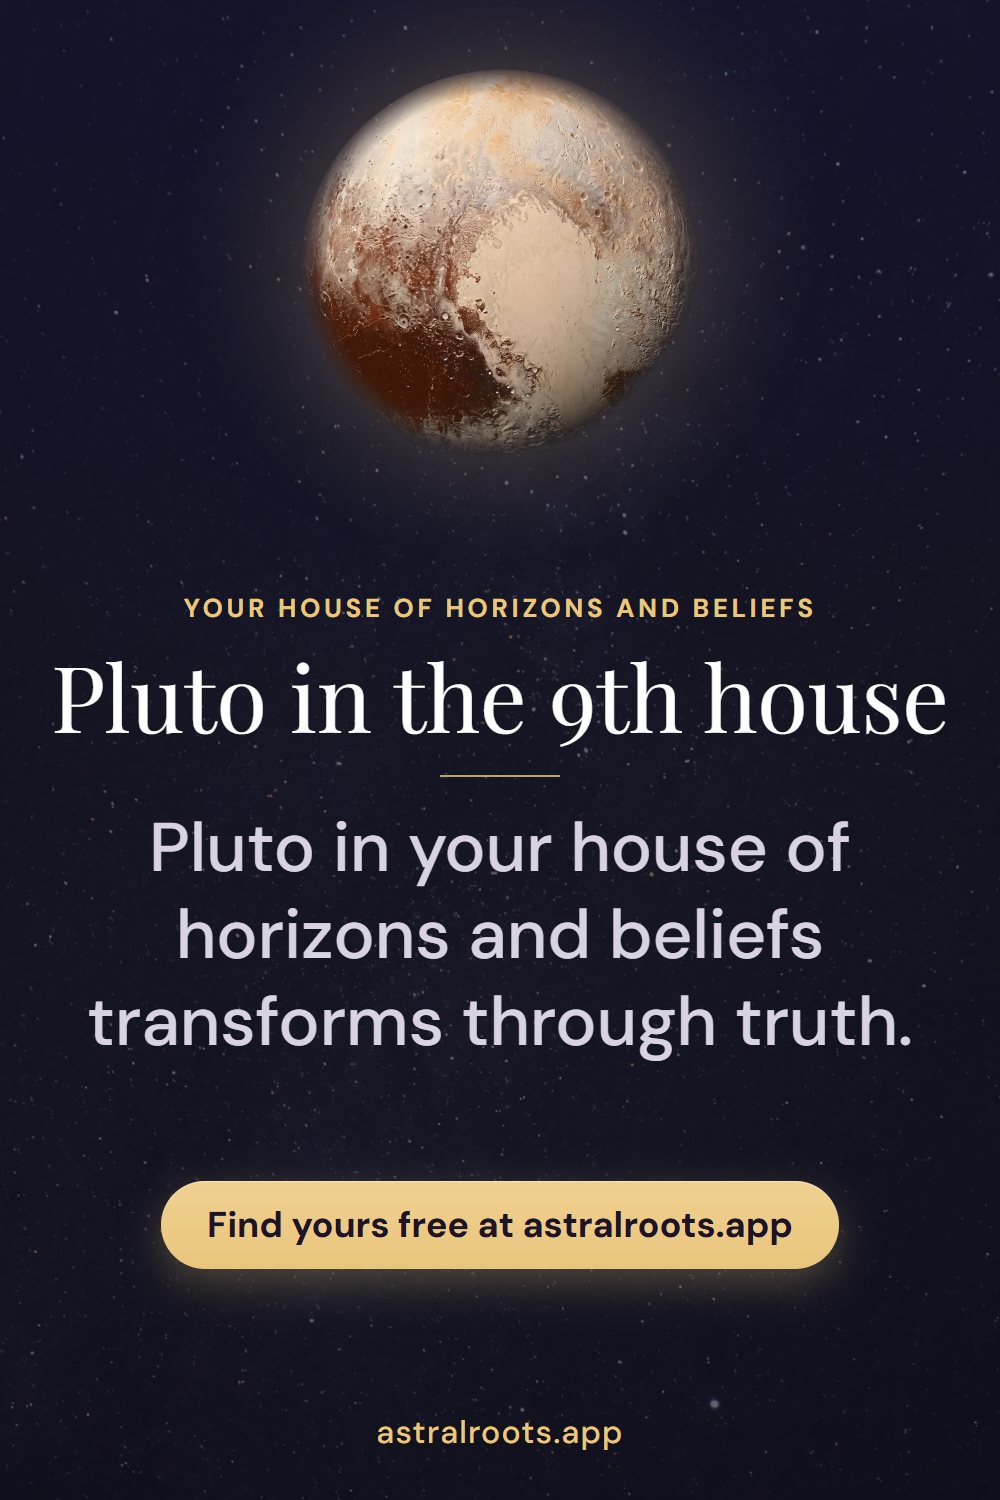 YOUR HOUSE OF HORIZONS AND BELIEFS
Pluto in the 9th house
Pluto in your house of
horizons and beliefs
transforms through truth.
Find yours free at astralroots.app
astralroots.app